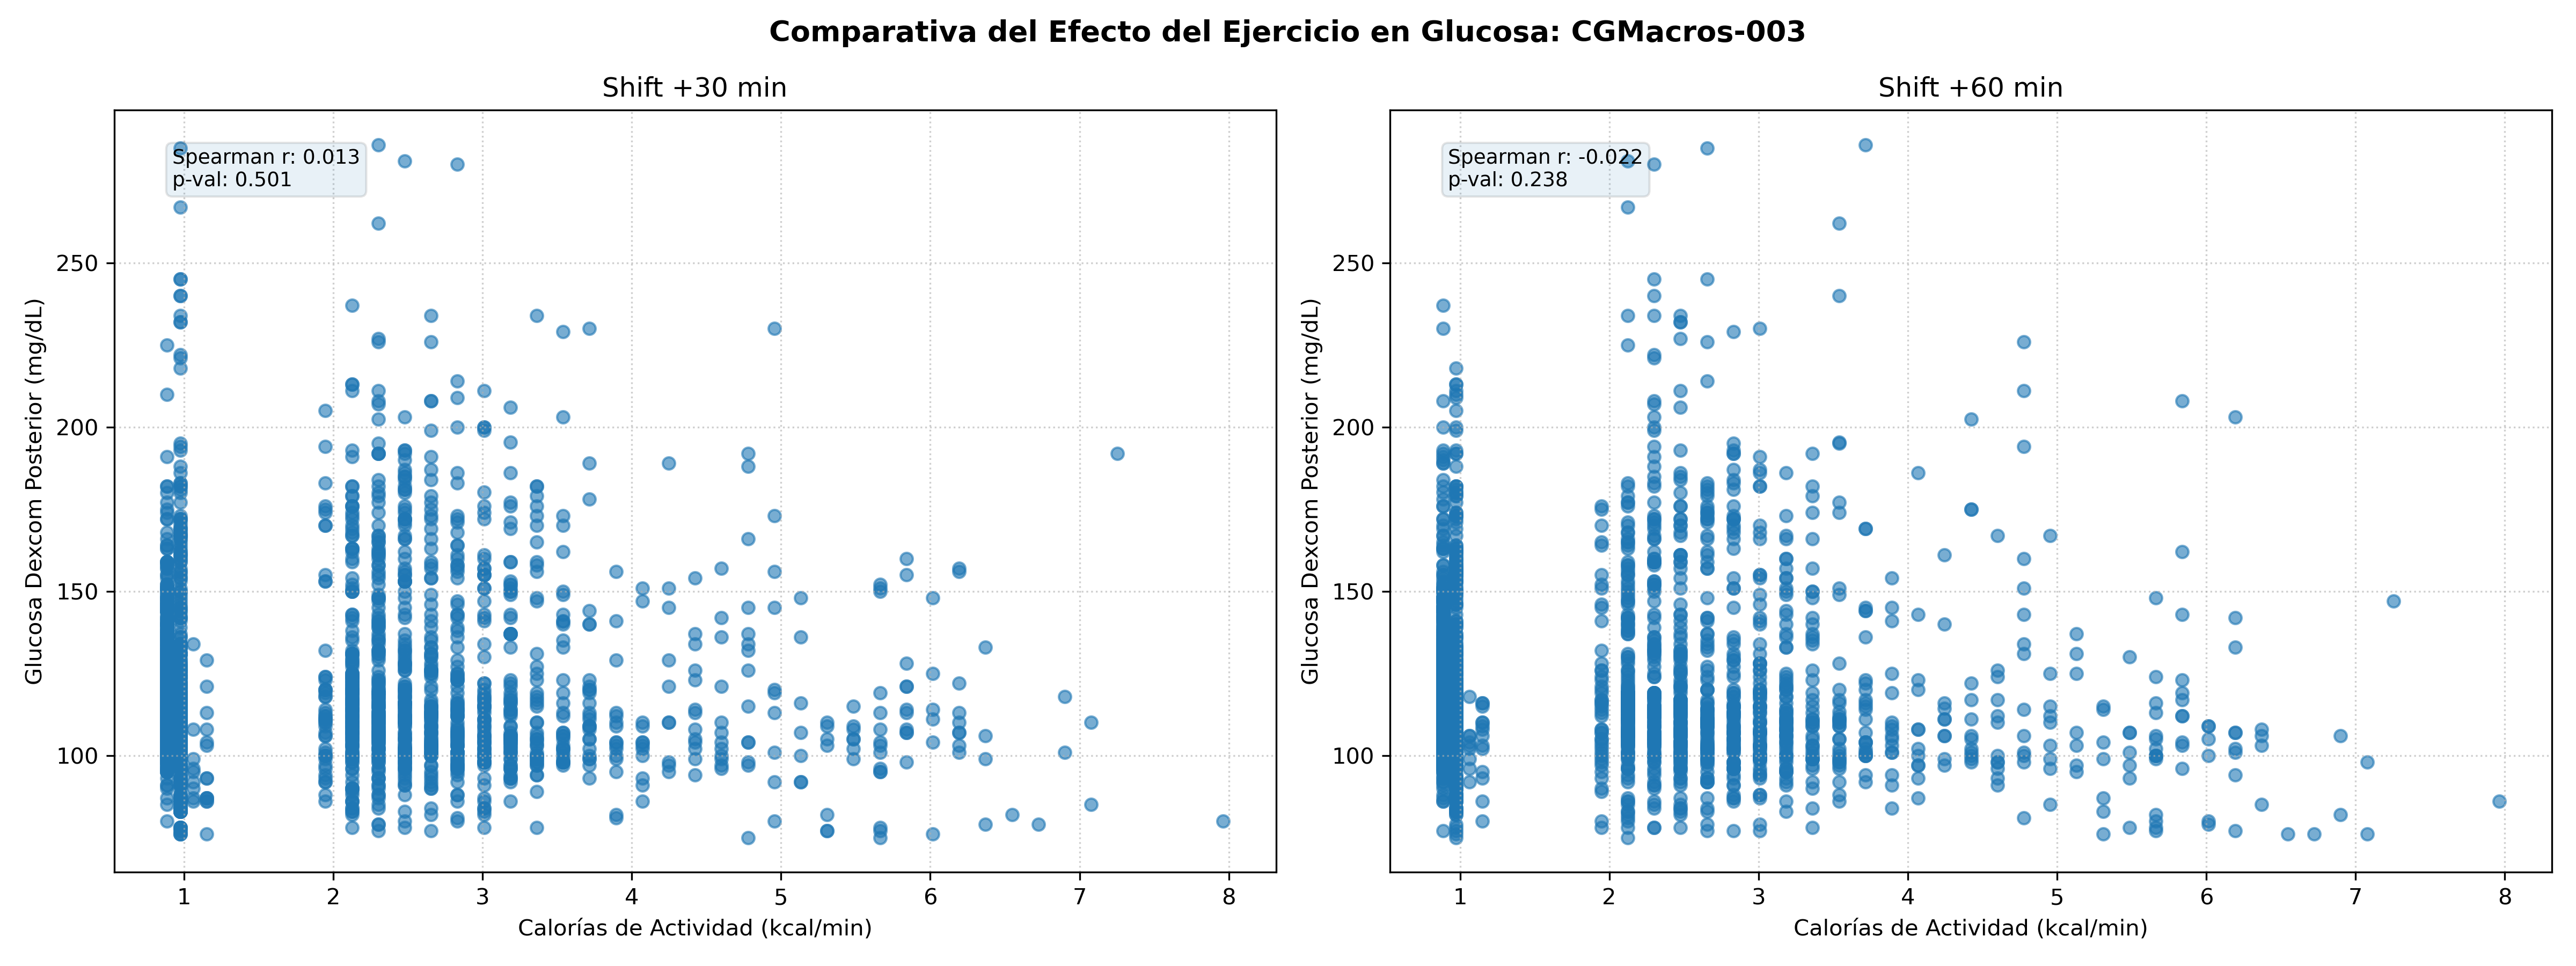 Comparativa del Efecto del Ejercicio en Glucosa: CGMacros-003
Shift +30 min
Spearman r: 0.013
p-val: 0.501
250
200
150
100
Glucosa Dexcom Posterior (mg/dL)
1 2 3 4 5 6 7 8
Calorías de Actividad (kcal/min)
Shift +60 min
Spearman r: -0.022
p-val: 0.238
250
200
150
100
Glucosa Dexcom Posterior (mg/dL)
1 2 3 4 5 6 7 8
Calorías de Actividad (kcal/min)